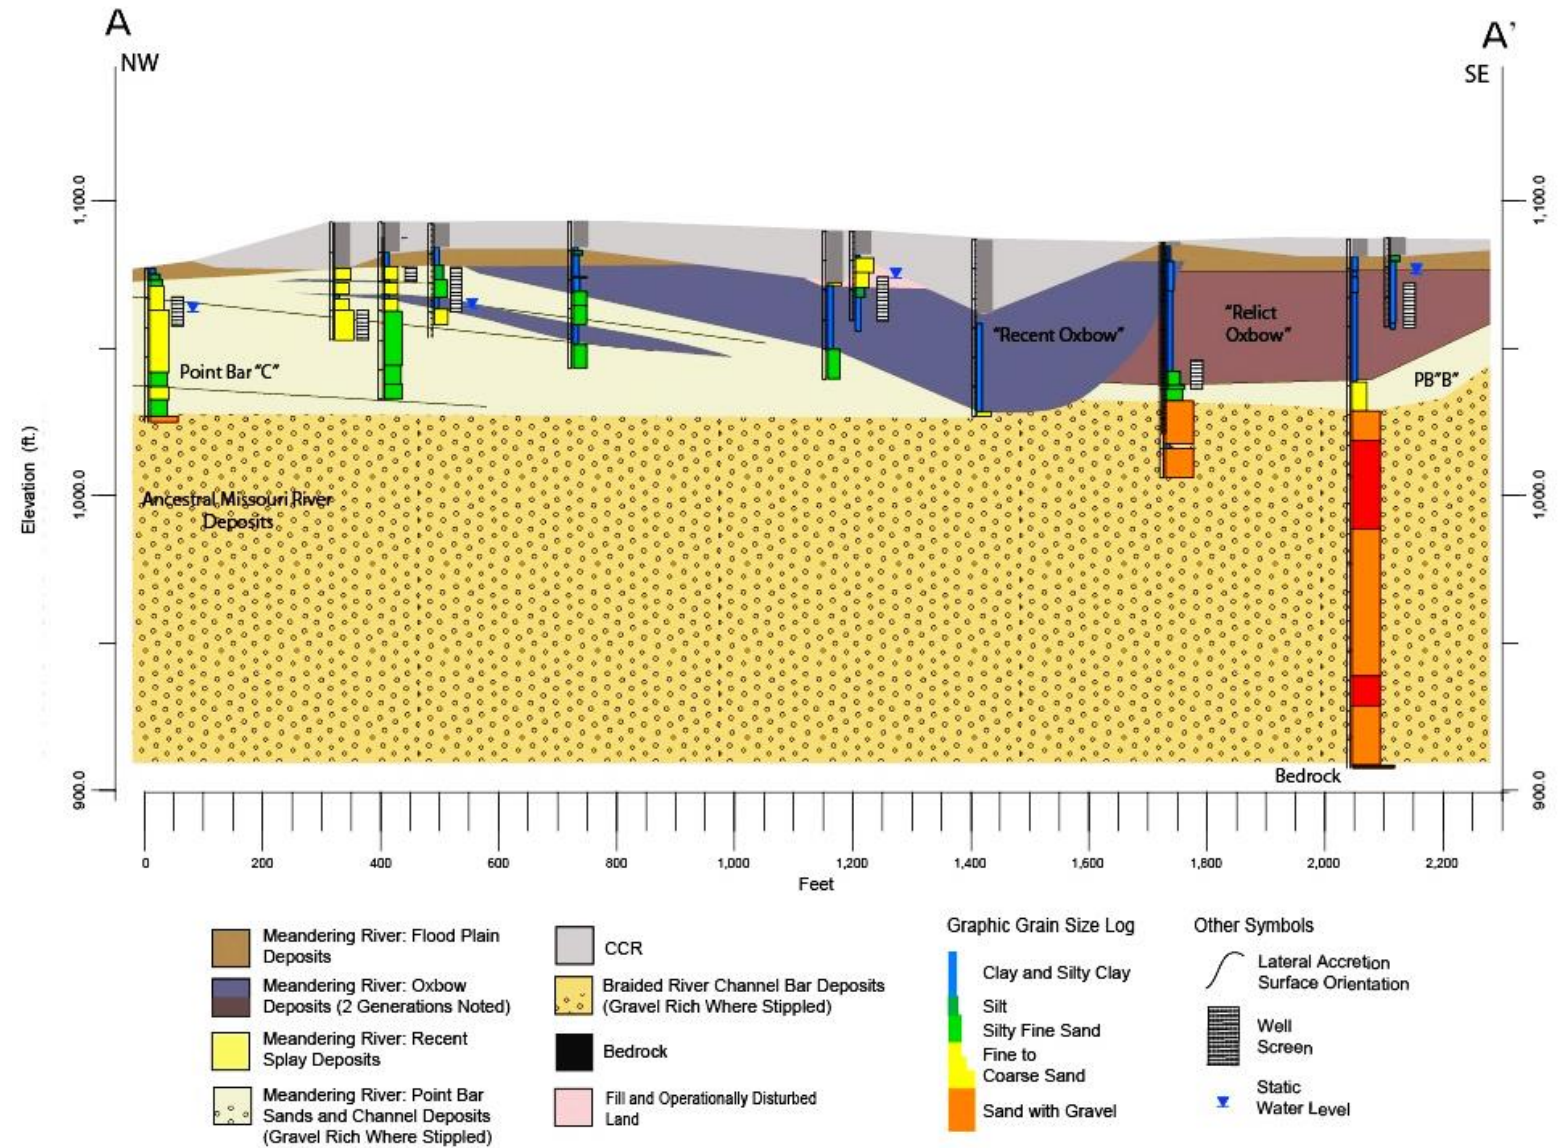 A
A'
NW
SE
1,100.0
1,100.0
Elevation (ft.)
1,000.0
1,000.0
900.0
900.0
Point Bar "C"
"Recent Oxbow"
"Relict
Oxbow"
PB"B"
Ancestral Missouri River
Deposits
Bedrock
0
200
400
600
800
1,000
1,200
1,400
1,600
1,800
2,000
2,200
Feet
Meandering River: Flood Plain
Deposits
Meandering River: Oxbow
Deposits (2 Generations Noted)
Meandering River: Recent
Splay Deposits
Meandering River: Point Bar
Sands and Channel Deposits
(Gravel Rich Where Stippled)
CCR
Braided River Channel Bar Deposits
(Gravel Rich Where Stippled)
Bedrock
Fill and Operationally Disturbed
Land
Graphic Grain Size Log
Clay and Silty Clay
Silt
Silty Fine Sand
Fine to
Coarse Sand
Sand with Gravel
Other Symbols
Lateral Accretion
Surface Orientation
Well
Screen
Static
Water Level